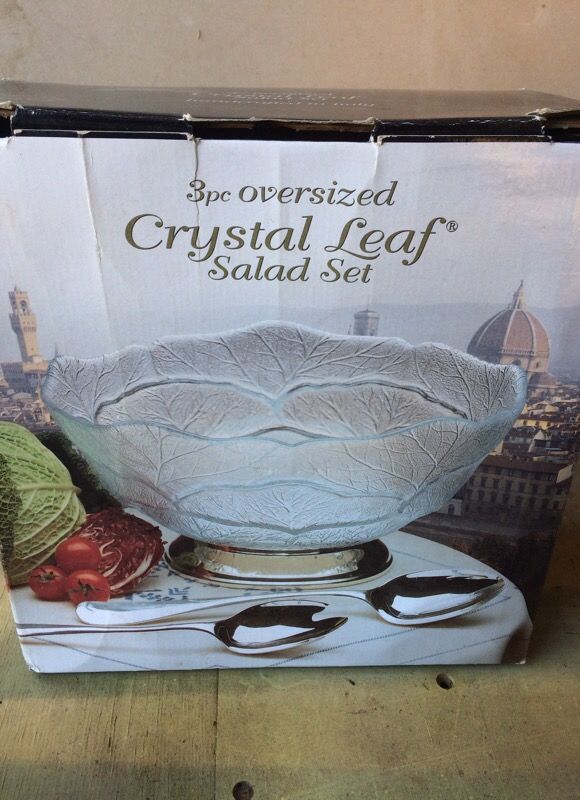 3pc oversized
Crystal Leaf®
Salad Set